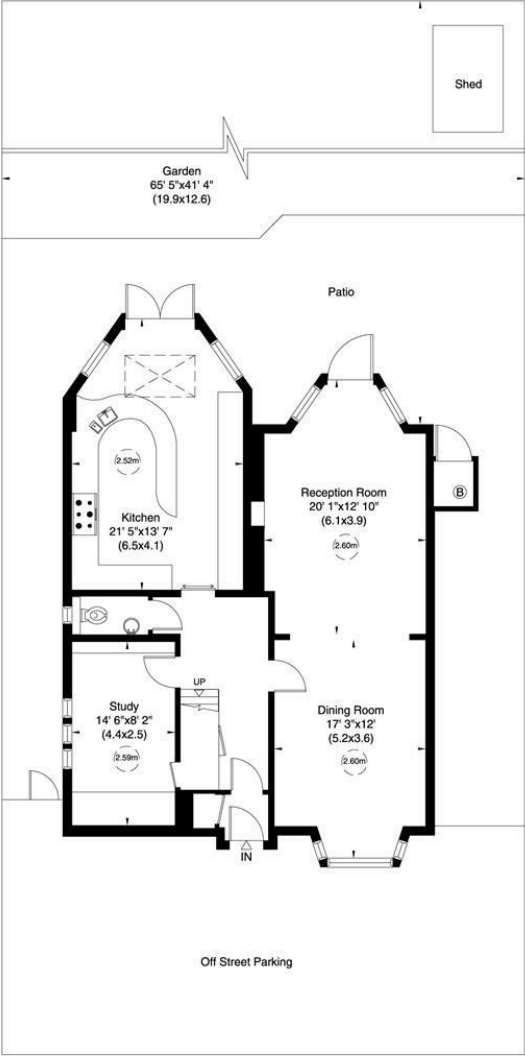 Shed
Garden
65' 5"x41' 4"
(19.9x12.6)
Patio
2.52m
Kitchen
21' 5"x13' 7"
(6.5x4.1)
Reception Room
20' 1"x12' 10"
(6.1x3.9)
2.60m
B
UP
Study
14' 6"x8' 2"
(4.4x2.5)
2.59m
Dining Room
17' 3"x12'
(5.2x3.6)
2.60m
IN
Off Street Parking